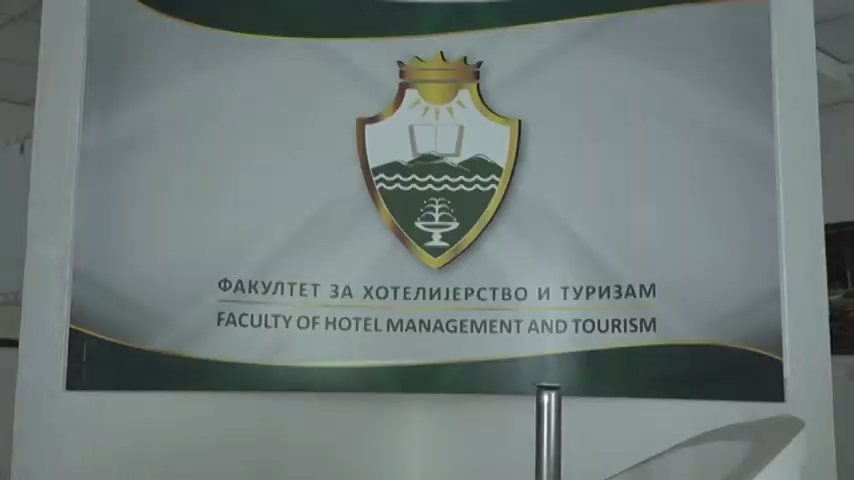 ФАКУЛТЕТ ЗА ХОТЕЛИЈЕРСТВО И ТУРИЗАМ
FACULTY OF HOTEL MANAGEMENT AND TOURISM